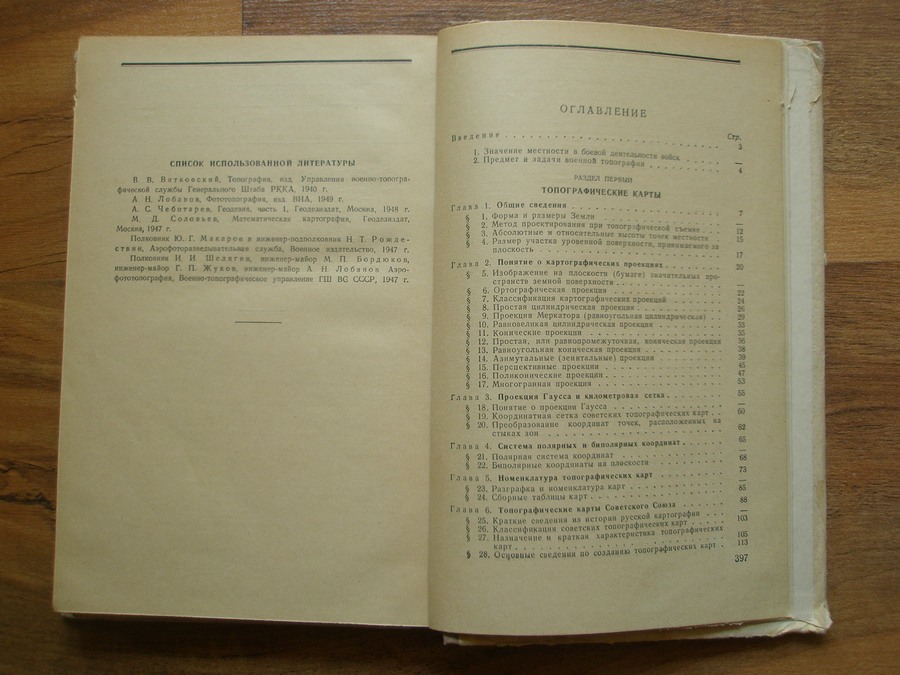 СПИСОК ИСПОЛЬЗОВАННОЙ ЛИТЕРАТУРЫ
В. В. Витковский, Топография, изд. Управления военно-топогра-
фической службы Генерального Штаба РККА, 1940 г.
А. Н. Лобанов, Фототопография, изд. ВИА, 1949 г.
А. С. Чеботарев, Геодезия, часть 1, Геодезиздат, Москва, 1948 г.
М. Д. Соловьев, Математическая картография, Геодезиздат,
Москва, 1947 г.
Полковник Ю. Г. Макаров и инженер-подполковник Н. Т. Рожде-
ствие, Аэрофоторазведывательная служба, Военное издательство, 1947 г.
Полковник И. И. Шелягин, инженер-майор М. П. Бордюков,
инженер-майор Г. П. Жуков, инженер-майор А. Н. Лобанов Аэро-
фототопография, Военно-топографическое управление ГШ ВС СССР, 1947 г.
ОГЛАВЛЕНИЕ
Стр.
Введение 3
1. Значение местности в боевой деятельности войск —
2. Предмет и задачи военной топографии 4
РАЗДЕЛ ПЕРВЫЙ
ТОПОГРАФИЧЕСКИЕ КАРТЫ
Глава 1. Общие сведения 7
§ 1. Форма и размеры Земли —
§ 2. Метод проектирования при топографической съемке 12
§ 3. Абсолютные и относительные высоты точек местности 15
§ 4. Размер участка уровенной поверхности, принимаемого за
плоскость 17
Глава 2. Понятие о картографических проекциях 20
§ 5. Изображение на плоскости (бумаге) значительных про-
странств земной поверхности —
§ 6. Ортографическая проекция 22
§ 7. Классификация картографических проекций 24
§ 8. Простая цилиндрическая проекция 26
§ 9. Проекция Меркатора (равноугольная цилиндрическая) 29
§ 10. Равновеликая цилиндрическая проекция 33
§ 11. Конические проекции 35
§ 12. Простая, или равнопромежуточная, коническая проекция 36
§ 13. Равноугольная коническая проекция 38
§ 14. Азимутальные (зенитальные) проекции 39
§ 15. Перспективные проекции 45
§ 16. Поликонические проекции 47
§ 17. Многогранная проекция 53
Глава 3. Проекция Гаусса и километровая сетка 55
§ 18. Понятие о проекции Гаусса —
§ 19. Координатная сетка советских топографических карт 60
§ 20. Преобразование координат точек, расположенных на
стыках зон 62
Глава 4. Система полярных и биполярных координат 65
§ 21. Полярная система координат —
§ 22. Биполярные координаты на плоскости 68
Глава 5. Номенклатура топографических карт 73
§ 23. Разграфка и номенклатура карт —
§ 24. Сборные таблицы карт 85
Глава 6. Топографические карты Советского Союза 88
§ 25. Краткие сведения из истории русской картографии —
§ 26. Классификация советских топографических карт 103
§ 27. Назначение и краткая характеристика топографических
карт 105
§ 28. Основные сведения по созданию топографических карт 113
397